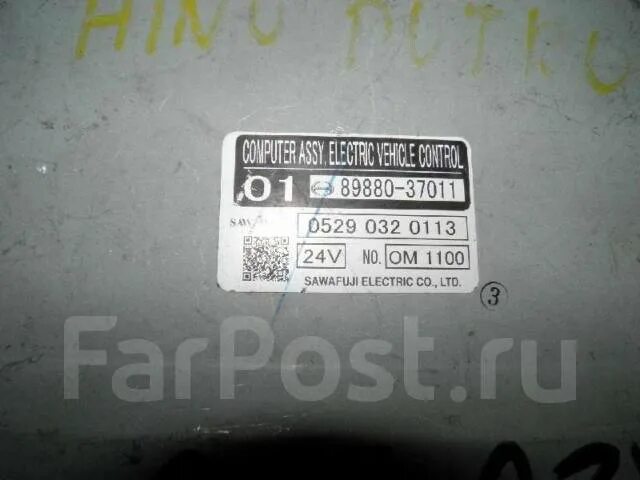 HINO DUTRO
COMPUTER ASSY, ELECTRIC VEHICLE CONTROL
01 89880-37011
0529 032 0113
24V NO. OM 1100
SAWAFUJI ELECTRIC CO., LTD.
3
FarPost.ru